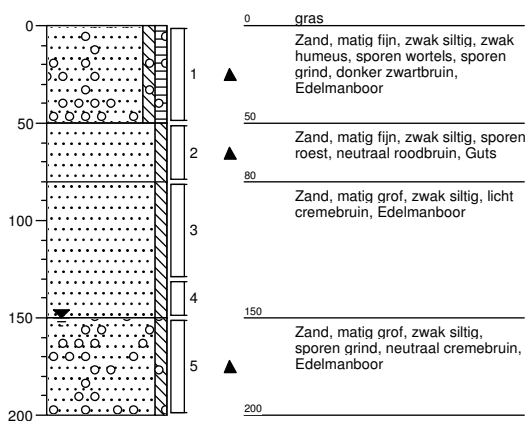 0
50
100
150
200
1
2
3
4
5
0 gras
Zand, matig fijn, zwak siltig, zwak
humeus, sporen wortels, sporen
grind, donker zwartbruin,
Edelmanboor
50
Zand, matig fijn, zwak siltig, sporen
roest, neutraal roodbruin, Guts
80
Zand, matig grof, zwak siltig, licht
cremebruin, Edelmanboor
150
Zand, matig grof, zwak siltig,
sporen grind, neutraal cremebruin,
Edelmanboor
200